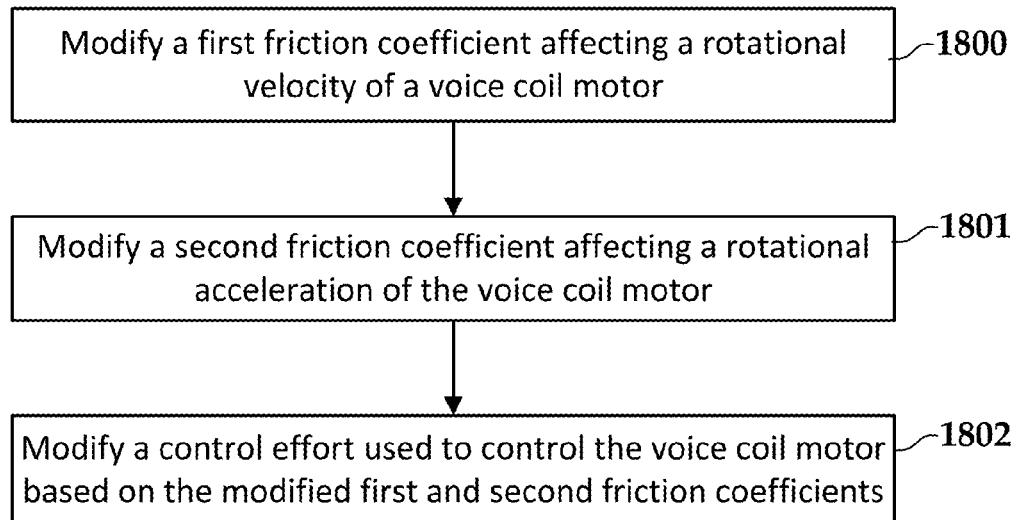 Modify a first friction coefficient affecting a rotational
velocity of a voice coil motor
1800
Modify a second friction coefficient affecting a rotational
acceleration of the voice coil motor
1801
Modify a control effort used to control the voice coil motor
based on the modified first and second friction coefficients
1802